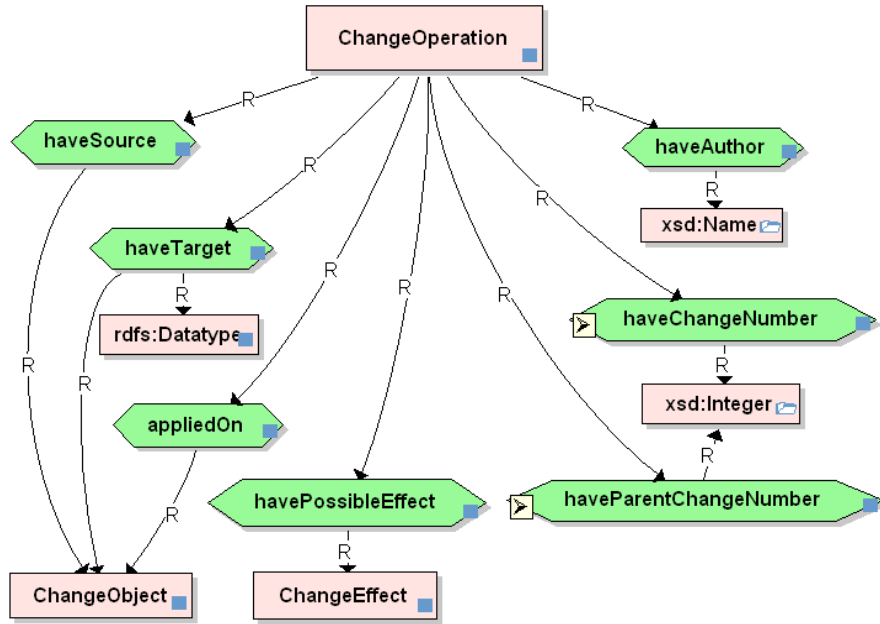 ChangeOperation
R
R
haveSource
haveAuthor
R
R
R
xsd:Name
haveTarget
R
R
R
R
haveChangeNumber
rdfs:Datatype
R
R
R
R
xsd:Integer
appliedOn
R
havePossibleEffect
haveParentChangeNumber
R
R
ChangeObject
ChangeEffect